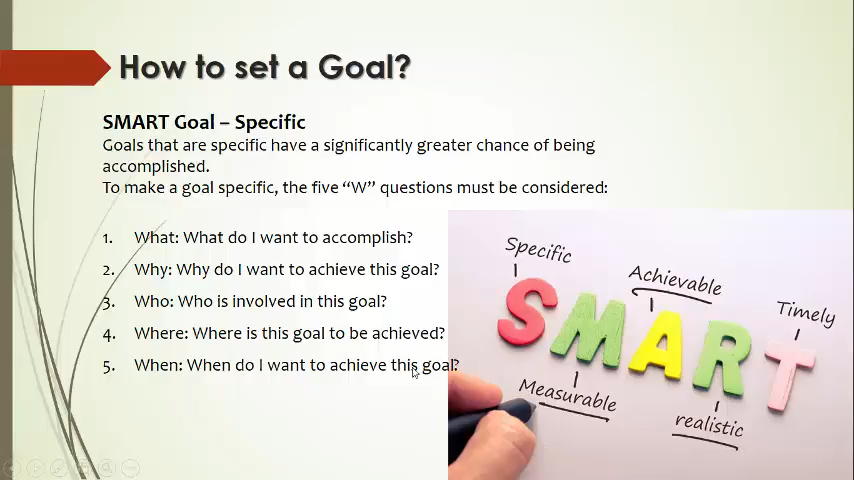 How to set a Goal?
SMART Goal – Specific
Goals that are specific have a significantly greater chance of being
accomplished.
To make a goal specific, the five “W” questions must be considered:
1. What: What do I want to accomplish?
2. Why: Why do I want to achieve this goal?
3. Who: Who is involved in this goal?
4. Where: Where is this goal to be achieved?
5. When: When do I want to achieve this goal?
Specific
Achievable
Timely
SMART
Measurable
realistic